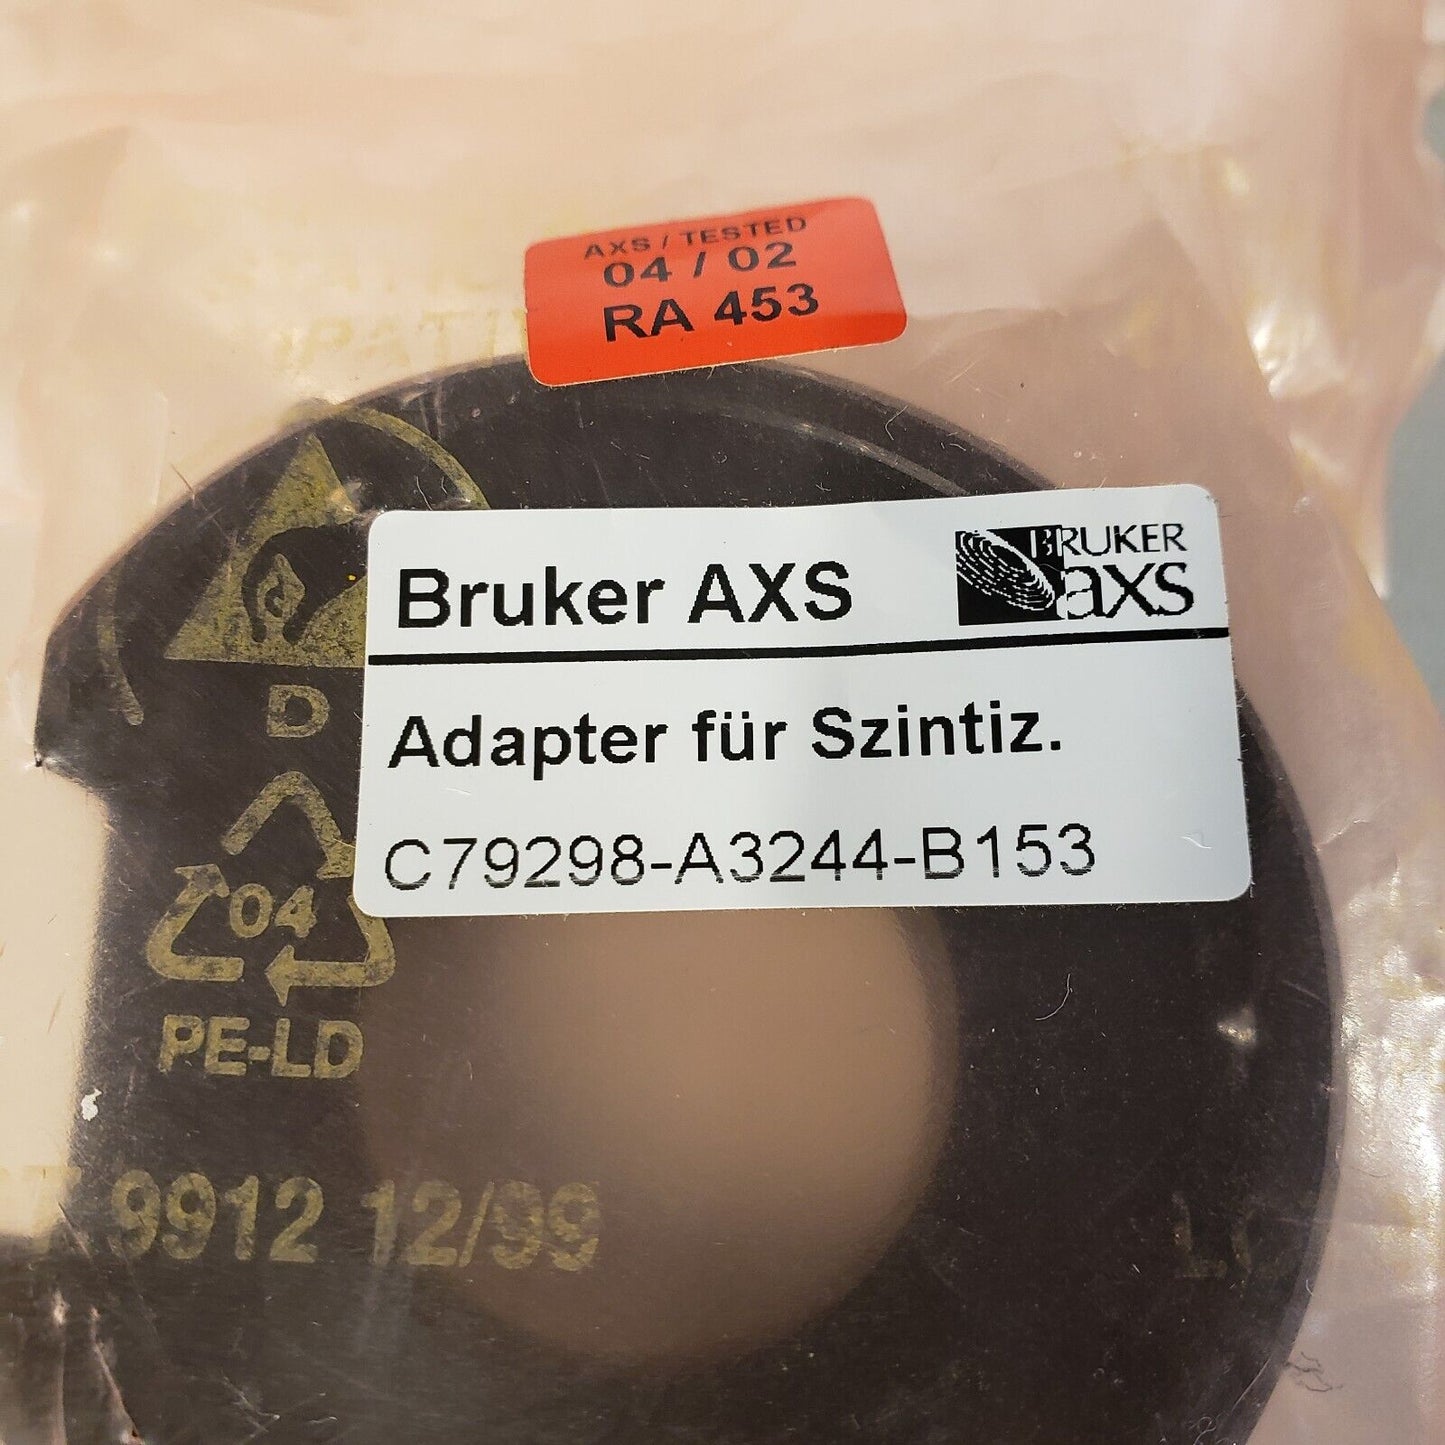 AXS / TESTED
04 / 02
RA 453
Bruker AXS
BRUKER
axs
Adapter für Szintiz.
C79298-A3244-B153
D
04
PE-LD
9912 12/99